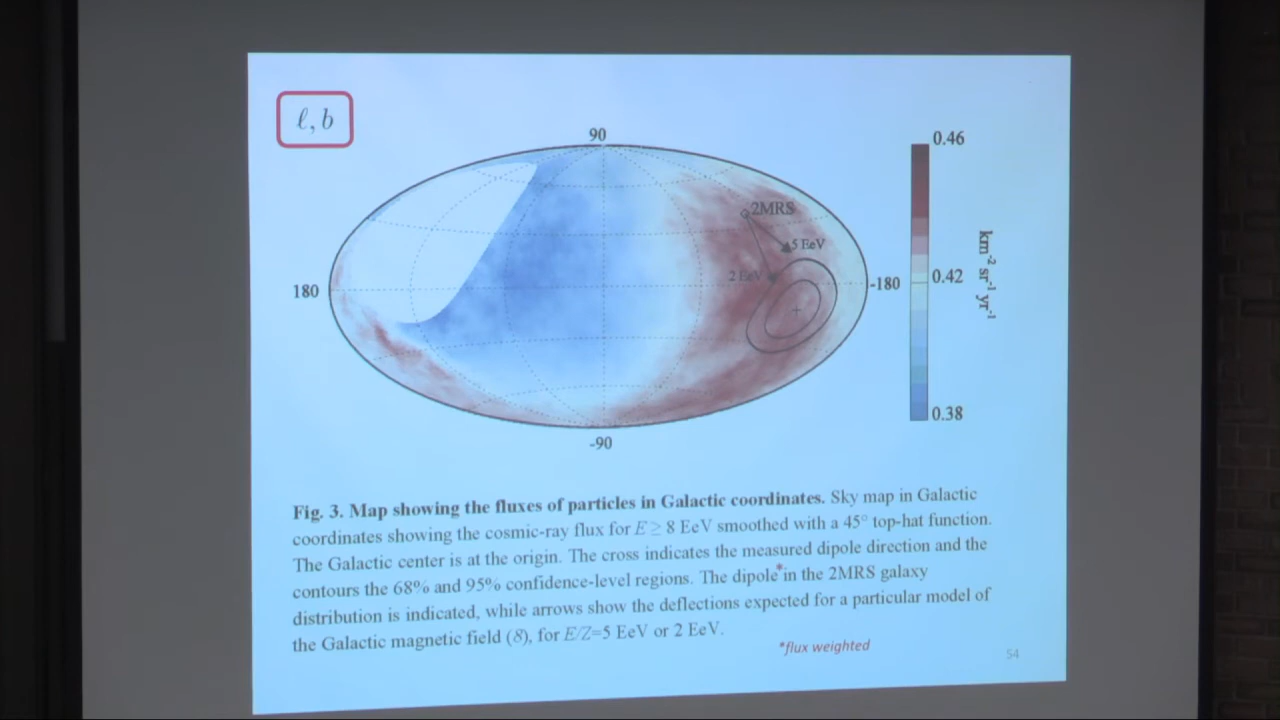 ℓ, b
90
0.46
2MRS
5 EeV
2 EeV
180
-180
0.42
km⁻² sr⁻¹ yr⁻¹
0.38
-90
Fig. 3. Map showing the fluxes of particles in Galactic coordinates. Sky map in Galactic
coordinates showing the cosmic-ray flux for E ≥ 8 EeV smoothed with a 45° top-hat function.
The Galactic center is at the origin. The cross indicates the measured dipole direction and the
contours the 68% and 95% confidence-level regions. The dipole*in the 2MRS galaxy
distribution is indicated, while arrows show the deflections expected for a particular model of
the Galactic magnetic field (8), for E/Z=5 EeV or 2 EeV.
*flux weighted
54